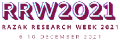 RRW2021
RAZAK RESEARCH WEEK 2021
6-10 DECEMBER 2021